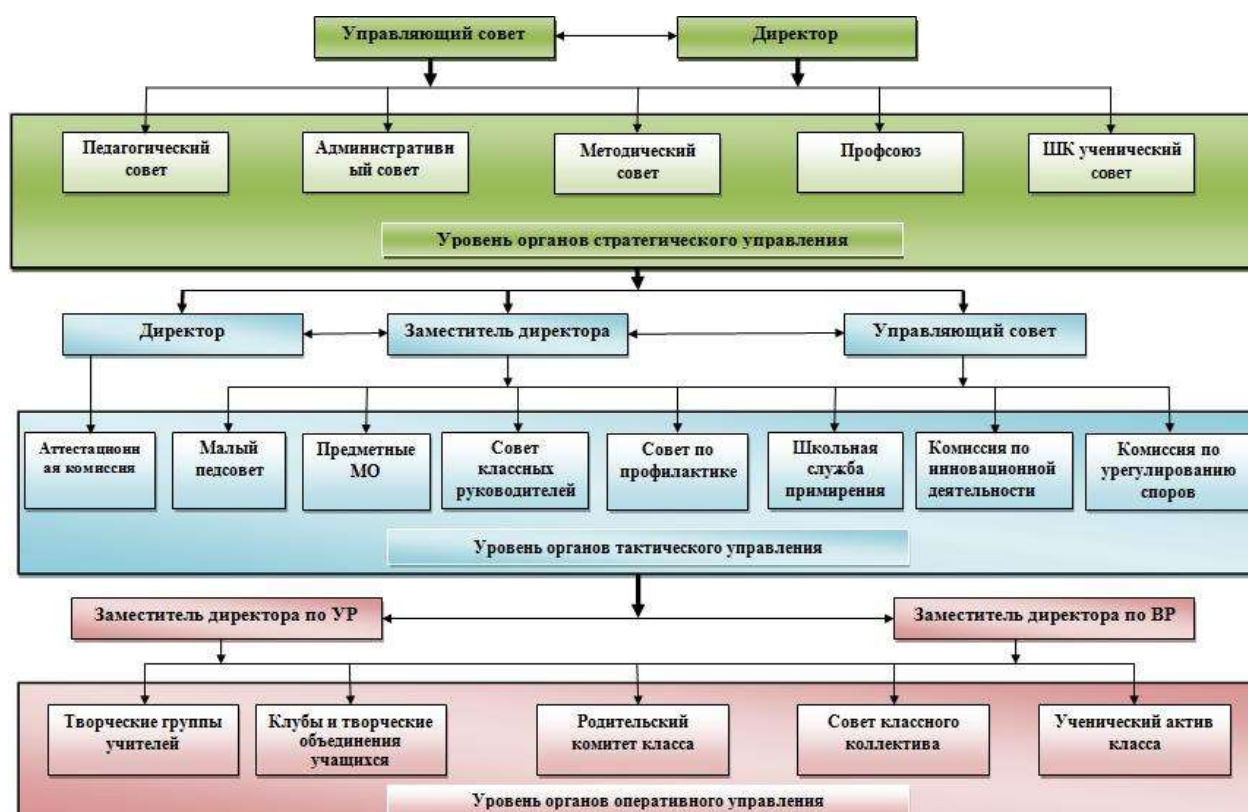 Управляющий совет
Директор
Педагогический
совет
Административн
ый совет
Методический
совет
Профсоюз
ШК ученический
совет
Уровень органов стратегического управления
Директор
Заместитель директора
Управляющий совет
Аттестационн
ая комиссия
Малый
педсовет
Предметные
МО
Совет
классных
руководителей
Совет по
профилактике
Школьная
служба
примирения
Комиссия по
инновационной
деятельности
Комиссия по
урегулированию
споров
Уровень органов тактического управления
Заместитель директора по УР
Заместитель директора по ВР
Творческие группы
учителей
Клубы и творческие
объединения
учащихся
Родительский
комитет класса
Совет классного
коллектива
Ученический актив
класса
Уровень органов оперативного управления